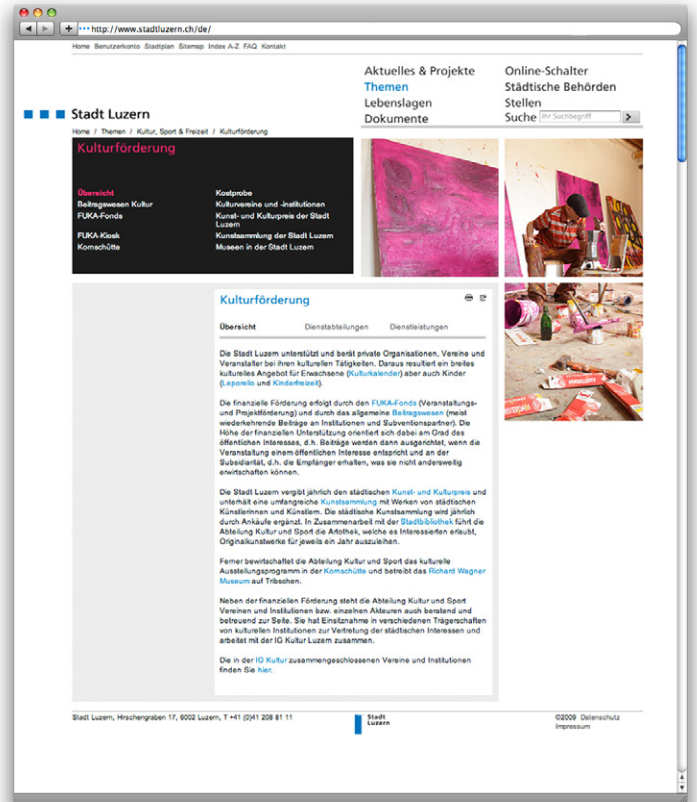 http://www.stadtluzern.ch/de/
Home Benutzerkonto Stadtplan Sitemap Index A-Z FAQ Kontakt
Aktuelles & Projekte
Themen
Lebenslagen
Dokumente
Online-Schalter
Städtische Behörden
Stellen
Suche Ihr Suchbegriff
Stadt Luzern
Home / Themen / Kultur, Sport & Freizeit / Kulturförderung
Kulturförderung
Übersicht
Beitragswesen Kultur
FUKA-Fonds
FUKA-Kiosk
Kornschütte
Kostprobe
Kulturvereine und -institutionen
Kunst- und Kulturpreis der Stadt
Luzern
Kunstsammlung der Stadt Luzern
Museen in der Stadt Luzern
Kulturförderung
Übersicht Dienstabteilungen Dienstleistungen
Die Stadt Luzern unterstützt und berät private Organisationen, Vereine und
Veranstalter bei ihren kulturellen Tätigkeiten. Daraus resultiert ein breites
kulturelles Angebot für Erwachsene (Kulturkalender) aber auch Kinder
(Leporello und Kinderfreizeit).
Die finanzielle Förderung erfolgt durch den FUKA-Fonds (Veranstaltungs-
und Projektförderung) und durch das allgemeine Beitragswesen (meist
wiederkehrende Beiträge an Institutionen und Subventionspartner). Die
Höhe der finanziellen Unterstützung orientiert sich dabei am Grad des
öffentlichen Interesses, d.h. Beiträge werden dann ausgerichtet, wenn die
Veranstaltung einem öffentlichen Interesse entspricht und an der
Subsidiarität, d.h. die Empfänger erhalten, was sie nicht anderweitig
erwirtschaften können.
Die Stadt Luzern vergibt jährlich den städtischen Kunst- und Kulturpreis und
unterhält eine umfangreiche Kunstsammlung mit Werken von städtischen
Künstlerinnen und Künstlern. Die städtische Kunstsammlung wird jährlich
durch Ankäufe ergänzt. In Zusammenarbeit mit der Stadtbibliothek führt die
Abteilung Kultur und Sport die Artothek, welche es Interessierten erlaubt,
Originalkunstwerke für jeweils ein Jahr auszuleihen.
Ferner bewirtschaftet die Abteilung Kultur und Sport das kulturelle
Ausstellungsprogramm in der Kornschütte und betreibt das Richard Wagner
Museum auf Tribschen.
Neben der finanziellen Förderung steht die Abteilung Kultur und Sport
Vereinen und Institutionen bzw. einzelnen Akteuren auch beratend und
betreuend zur Seite. Sie hat Einsitznahme in verschiedenen Trägerschaften
von kulturellen Institutionen zur Vertretung der städtischen Interessen und
arbeitet mit der IG Kultur Luzern zusammen.
Die in der IG Kultur zusammengeschlossenen Vereine und Institutionen
finden Sie hier.
Stadt Luzern, Hirschengraben 17, 6002 Luzern, T +41 (0)41 208 81 11
Stadt
Luzern
©2009 Datenschutz
Impressum